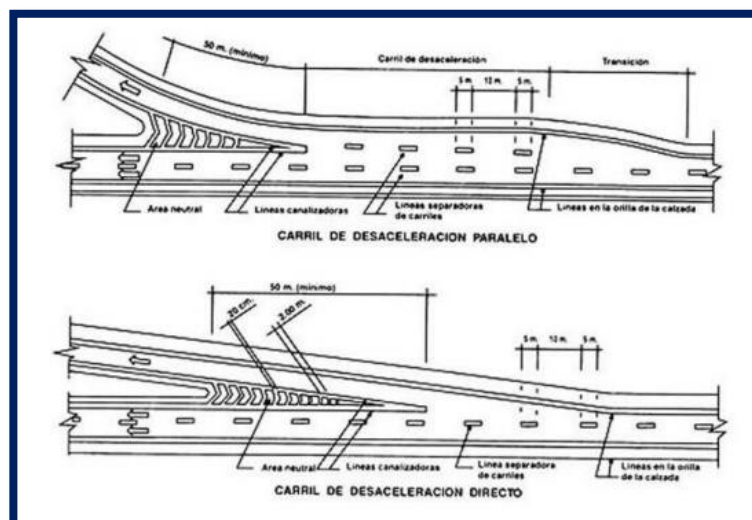 50 m. (mínimo)
Carril de desaceleración
Transición
5 m. 10 m. 5 m.
Area neutral
Líneas canalizadoras
Líneas separadoras
de carriles
Líneas en la orilla de la calzada
CARRIL DE DESACELERACION PARALELO
50 m. (mínimo)
20 cm.
2.00 m.
5 m. 10 m. 5 m.
Area neutral
Líneas canalizadoras
Línea separadora
de carriles
Líneas en la orilla
de la calzada
CARRIL DE DESACELERACION DIRECTO